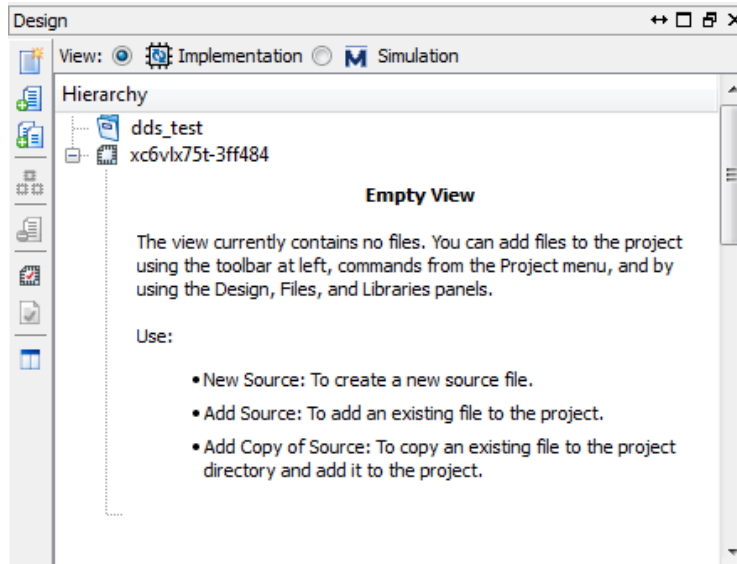 Design
View: Implementation Simulation
Hierarchy
dds_test
xc6vlx75t-3ff484
Empty View
The view currently contains no files. You can add files to the project
using the toolbar at left, commands from the Project menu, and by
using the Design, Files, and Libraries panels.
Use:
•New Source: To create a new source file.
•Add Source: To add an existing file to the project.
•Add Copy of Source: To copy an existing file to the project
directory and add it to the project.